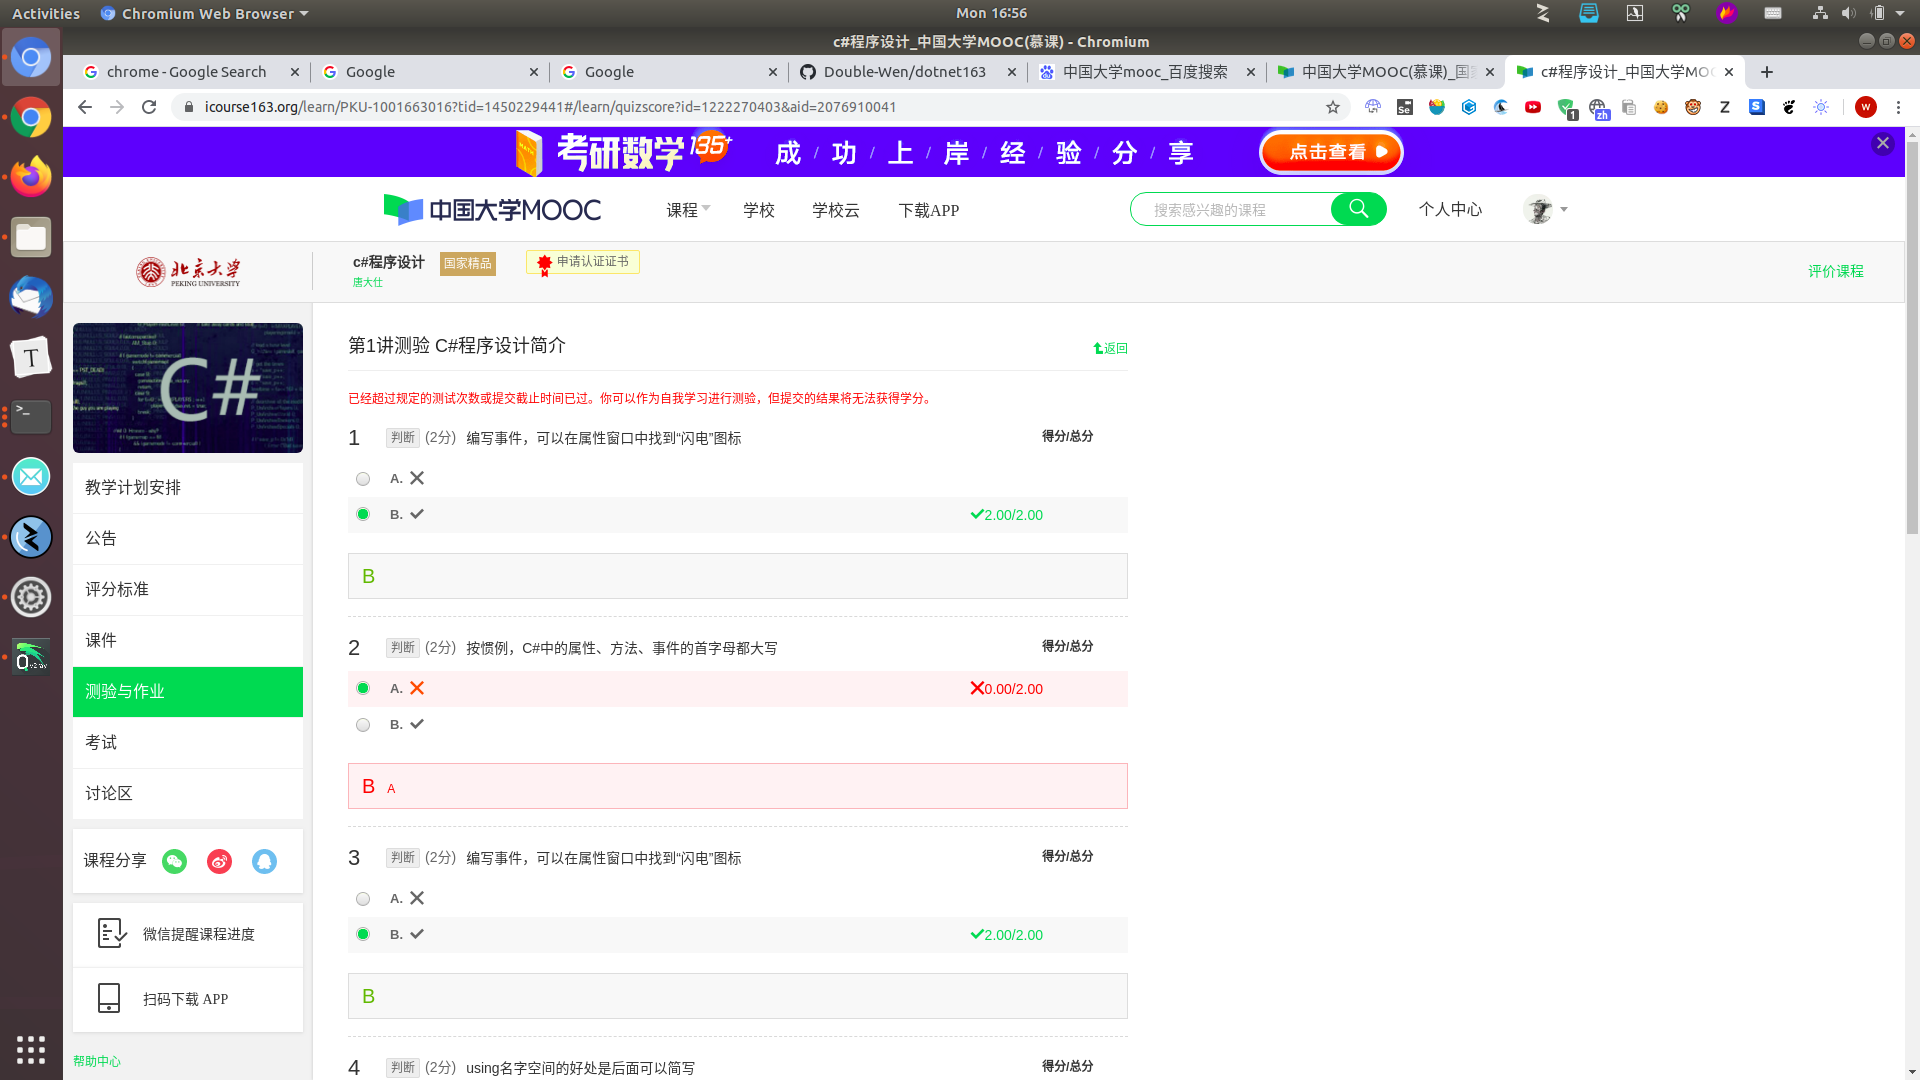 Activities
Chromium Web Browser
Mon 16:56
c#程序设计_中国大学MOOC(慕课) - Chromium
chrome - Google Search
Google
Google
Double-Wen/dotnet163
中国大学mooc_百度搜索
中国大学MOOC(慕课)_国
c#程序设计_中国大学MOO
icourse163.org/learn/PKU-1001663016?tid=1450229441#/learn/quizscore?id=1222270403&aid=2076910041
考研数学 135+
成 / 功 / 上 / 岸 / 经 / 验 / 分 / 享
点击查看
中国大学MOOC
课程
学校
学校云
下载APP
搜索感兴趣的课程
个人中心
北京大学
PEKING UNIVERSITY
c#程序设计
国家精品
申请认证证书
唐大仕
评价课程
C#
教学计划安排
公告
评分标准
课件
测验与作业
考试
讨论区
课程分享
微信提醒课程进度
扫码下载 APP
帮助中心
第1讲测验 C#程序设计简介
返回
已经超过规定的测试次数或提交截止时间已过。你可以作为自我学习进行测验，但提交的结果将无法获得学分。
1 判断 (2分) 编写事件，可以在属性窗口中找到“闪电”图标
得分/总分
A.
B.
2.00/2.00
B
2 判断 (2分) 按惯例，C#中的属性、方法、事件的首字母都大写
得分/总分
A.
0.00/2.00
B.
B A
3 判断 (2分) 编写事件，可以在属性窗口中找到“闪电”图标
得分/总分
A.
B.
2.00/2.00
B
4 判断 (2分) using名字空间的好处是后面可以简写
得分/总分